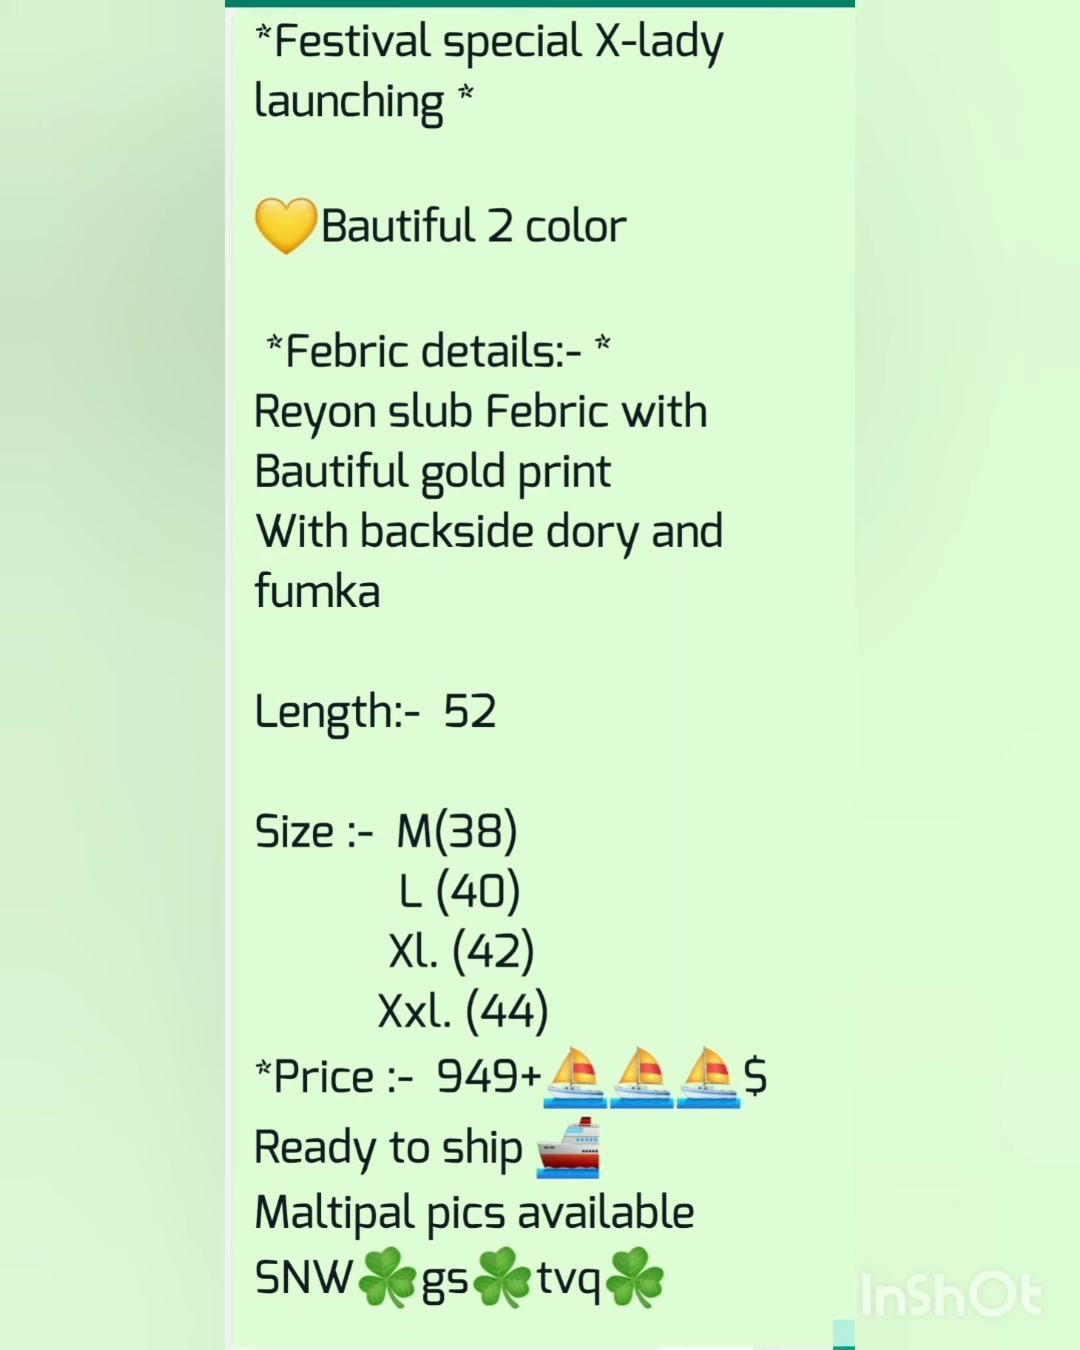 *Festival special X-lady
launching *
💛Bautiful 2 color
*Febric details:- *
Reyon slub Febric with
Bautiful gold print
With backside dory and
fumka
Length:- 52
Size :- M(38)
L (40)
Xl. (42)
Xxl. (44)
*Price :- 949+⛵⛵⛵$
Ready to ship 🛳️
Maltipal pics available
SNW☘️gs☘️tvq☘️
InShOt